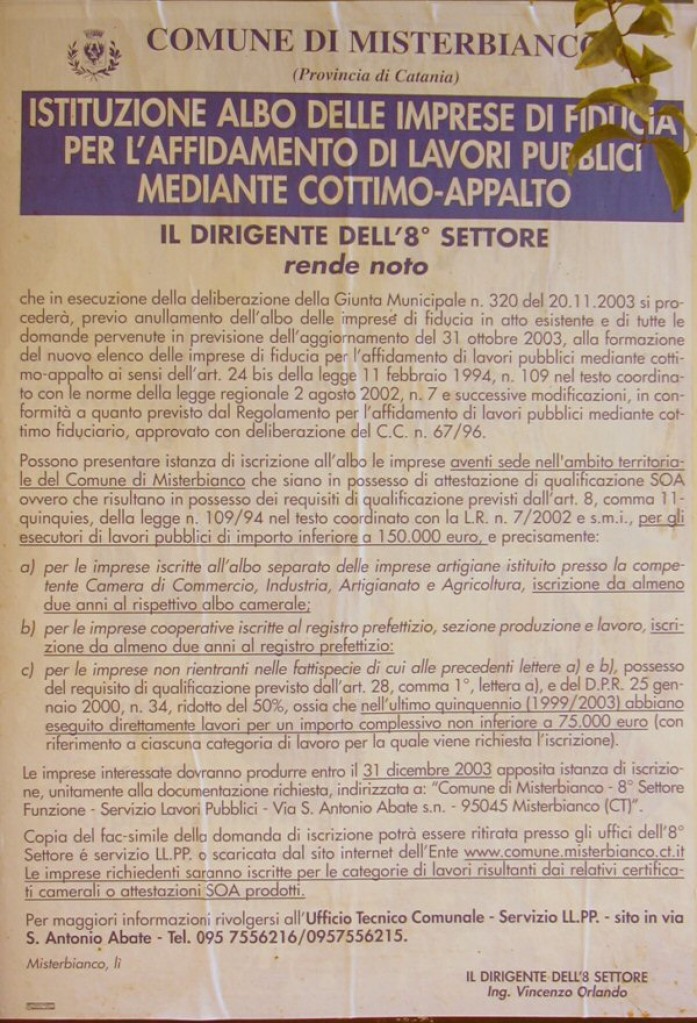 COMUNE DI MISTERBIANCO
(Provincia di Catania)
ISTITUZIONE ALBO DELLE IMPRESE DI FIDUCIA
PER L'AFFIDAMENTO DI LAVORI PUBBLICI
MEDIANTE COTTIMO-APPALTO
IL DIRIGENTE DELL'8° SETTORE
rende noto
che in esecuzione della deliberazione della Giunta Municipale n. 320 del 20.11.2003 si pro-
cederà, previo anullamento dell'albo delle imprese di fiducia in atto esistente e di tutte le
domande pervenute in previsione dell'aggiornamento del 31 ottobre 2003, alla formazione
del nuovo elenco delle imprese di fiducia per l'affidamento di lavori pubblici mediante cotti-
mo-appalto ai sensi dell'art. 24 bis della legge 11 febbraio 1994, n. 109 nel testo coordina-
to con le norme della legge regionale 2 agosto 2002, n. 7 e successive modificazioni, in con-
formità a quanto previsto dal Regolamento per l'affidamento di lavori pubblici mediante cot-
timo fiduciario, approvato con deliberazione del C.C. n. 67/96.
Possono presentare istanza di iscrizione all'albo le imprese aventi sede nell'ambito territoria-
le del Comune di Misterbianco che siano in possesso di attestazione di qualificazione SOA
ovvero che risultano in possesso dei requisiti di qualificazione previsti dall'art. 8, comma 11-
quinquies, della legge n. 109/94 nel testo coordinato con la L.R. n. 7/2002 e s.m.i., per gli
esecutori di lavori pubblici di importo inferiore a 150.000 euro, e precisamente:
a) per le imprese iscritte all'albo separato delle imprese artigiane istituito presso la compe-
tente Camera di Commercio, Industria, Artigianato e Agricoltura, iscrizione da almeno
due anni al rispettivo albo camerale;
b) per le imprese cooperative iscritte al registro prefettizio, sezione produzione e lavoro, iscri-
zione da almeno due anni al registro prefettizio:
c) per le imprese non rientranti nelle fattispecie di cui alle precedenti lettere a) e b), possesso
del requisito di qualificazione previsto dall'art. 28, comma 1°, lettera a), e del D.P.R. 25 gen-
naio 2000, n. 34, ridotto del 50%, ossia che nell'ultimo quinquennio (1999/2003) abbiano
eseguito direttamente lavori per un importo complessivo non inferiore a 75.000 euro (con
riferimento a ciascuna categoria di lavoro per la quale viene richiesta l'iscrizione).
Le imprese interessate dovranno produrre entro il 31 dicembre 2003 apposita istanza di iscrizio-
ne, unitamente alla documentazione richiesta, indirizzata a: "Comune di Misterbianco - 8° Settore
Funzione - Servizio Lavori Pubblici - Via S. Antonio Abate s.n. - 95045 Misterbianco (CT)".
Copia del fac-simile della domanda di iscrizione potrà essere ritirata presso gli uffici dell'8°
Settore é servizio LL.PP. o scaricata dal sito internet dell'Ente www.comune.misterbianco.ct.it
Le imprese richiedenti saranno iscritte per le categorie di lavori risultanti dai relativi certifica-
ti camerali o attestazioni SOA prodotti.
Per maggiori informazioni rivolgersi all'Ufficio Tecnico Comunale - Servizio LL.PP. - sito in via
S. Antonio Abate - Tel. 095 7556216/0957556215.
Misterbianco, lì
IL DIRIGENTE DELL'8 SETTORE
Ing. Vincenzo Orlando